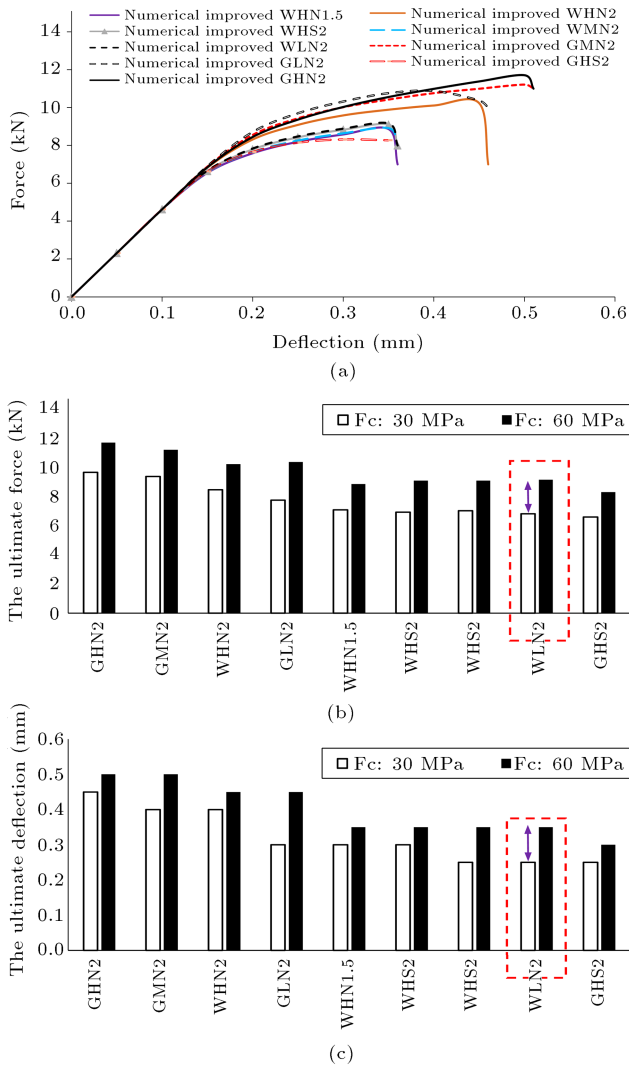 Numerical improved WHN1.5
Numerical improved WHN2
Numerical improved WHS2
Numerical improved WMN2
Numerical improved WLN2
Numerical improved GMN2
Numerical improved GLN2
Numerical improved GHS2
Numerical improved GHN2
Force (kN)
14
12
10
8
6
4
2
0
0.0 0.1 0.2 0.3 0.4 0.5 0.6
Deflection (mm)
(a)
The ultimate force (kN)
14
12
10
8
6
4
2
0
Fc: 30 MPa Fc: 60 MPa
GHN2 GMN2 WHN2 GLN2 WHN1.5 WHS2 WHS2 WLN2 GHS2
(b)
The ultimate deflection (mm)
0.6
0.5
0.4
0.3
0.2
0.1
0.0
Fc: 30 MPa Fc: 60 MPa
GHN2 GMN2 WHN2 GLN2 WHN1.5 WHS2 WHS2 WLN2 GHS2
(c)